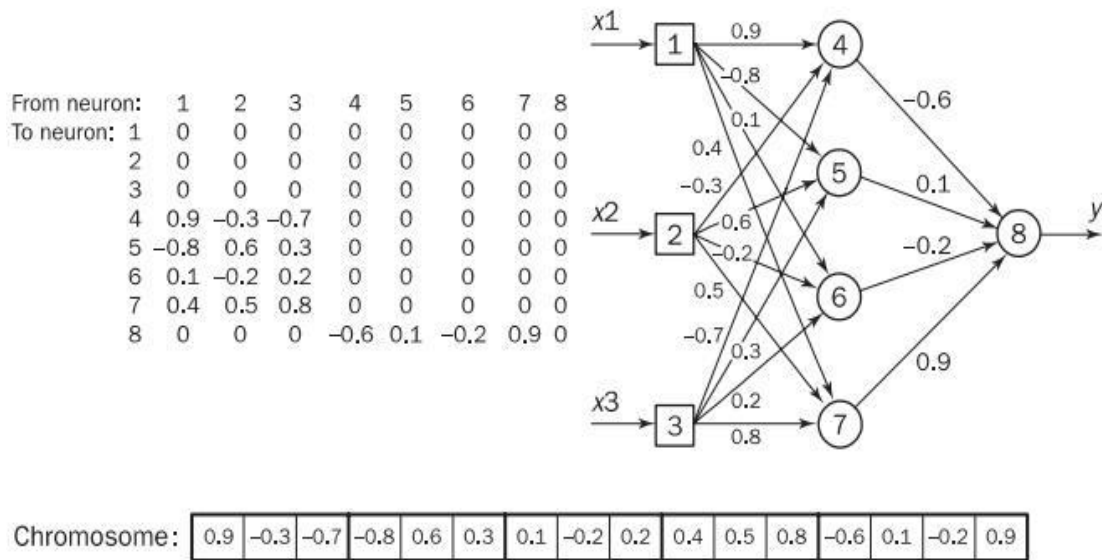 From neuron: 1 2 3 4 5 6 7 8
To neuron: 1 0 0 0 0 0 0 0 0
2 0 0 0 0 0 0 0 0
3 0 0 0 0 0 0 0 0
4 0.9 –0.3 –0.7 0 0 0 0 0
5 –0.8 0.6 0.3 0 0 0 0 0
6 0.1 –0.2 0.2 0 0 0 0 0
7 0.4 0.5 0.8 0 0 0 0 0
8 0 0 0 –0.6 0.1 –0.2 0.9 0
x1
1
0.9
4
–0.8
–0.6
0.1
0.4
5
–0.3
0.1
x2
2
0.6
8
y
–0.2
–0.2
0.5
6
–0.7
0.3
0.9
x3
3
0.2
7
0.8
Chromosome: 0.9 –0.3 –0.7 –0.8 0.6 0.3 0.1 –0.2 0.2 0.4 0.5 0.8 –0.6 0.1 –0.2 0.9